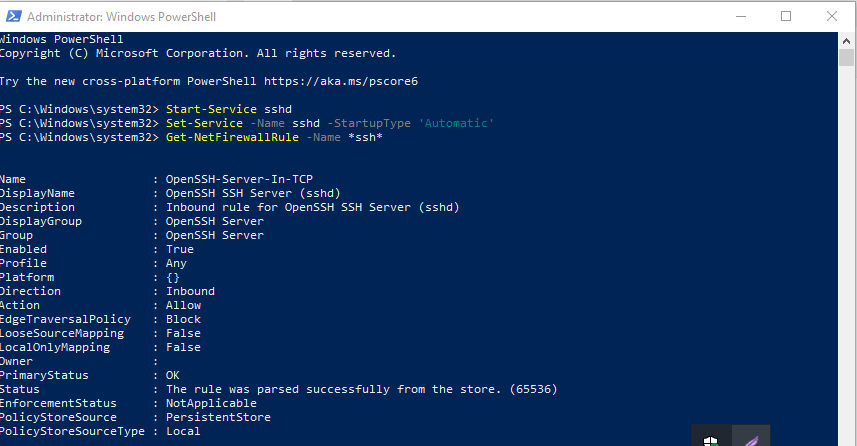 Administrator: Windows PowerShell
Windows PowerShell
Copyright (C) Microsoft Corporation. All rights reserved.
Try the new cross-platform PowerShell https://aka.ms/pscore6
PS C:\Windows\system32> Start-Service sshd
PS C:\Windows\system32> Set-Service -Name sshd -StartupType 'Automatic'
PS C:\Windows\system32> Get-NetFirewallRule -Name *ssh*
Name                  : OpenSSH-Server-In-TCP
DisplayName           : OpenSSH SSH Server (sshd)
Description           : Inbound rule for OpenSSH SSH Server (sshd)
DisplayGroup          : OpenSSH Server
Group                 : OpenSSH Server
Enabled               : True
Profile               : Any
Platform              : {}
Direction             : Inbound
Action                : Allow
EdgeTraversalPolicy   : Block
LooseSourceMapping    : False
LocalOnlyMapping      : False
Owner                 :
PrimaryStatus         : OK
Status                : The rule was parsed successfully from the store. (65536)
EnforcementStatus     : NotApplicable
PolicyStoreSource     : PersistentStore
PolicyStoreSourceType : Local